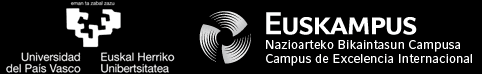 eman ta zabal zazu
Universidad
del País Vasco
Euskal Herriko
Unibertsitatea
EUSKAMPUS
Nazioarteko Bikaintasun Campusa
Campus de Excelencia Internacional